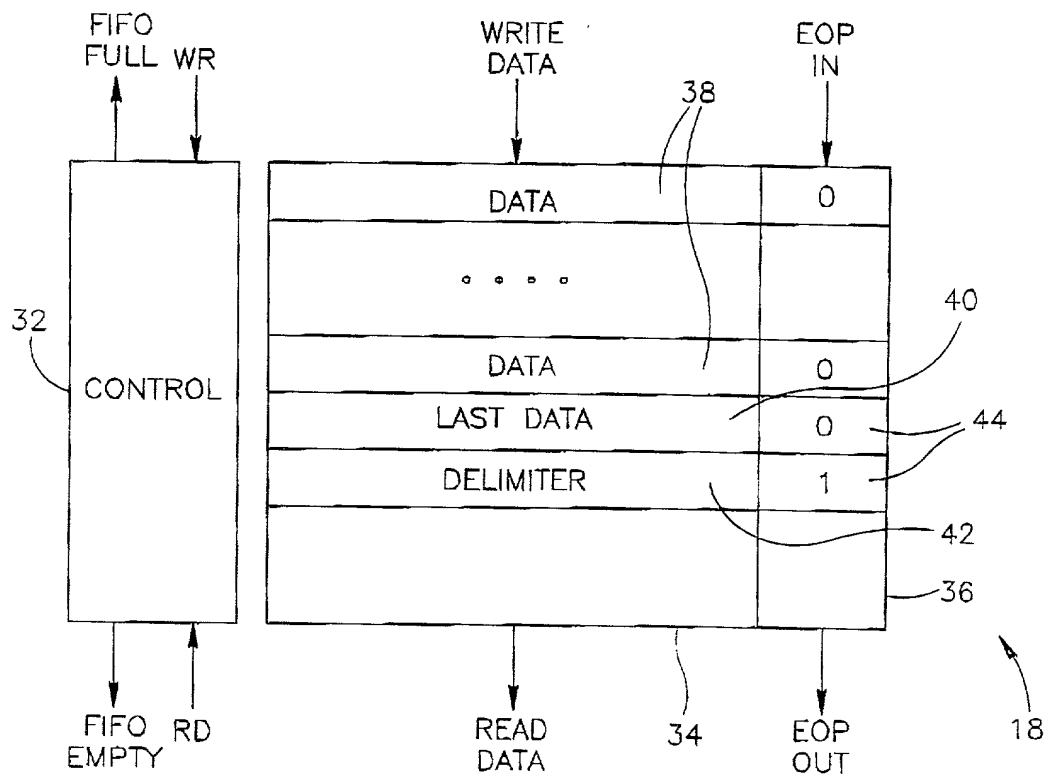 FIFO
FULL
WR
WRITE
DATA
EOP
IN
38
DATA
0
40
32
CONTROL
DATA
0
LAST DATA
0
44
DELIMITER
1
42
36
FIFO
EMPTY
RD
READ
DATA
34
EOP
OUT
18